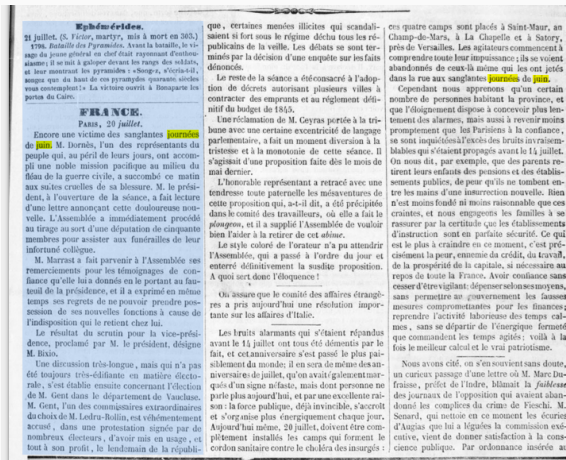 Ephémérides.
21 juillet. (S. Victor, martyr, mis à mort en 303.)
1798. Bataille des Pyramides. Avant la bataille, le vi-
sage du jeune général en chef était rayonnant d'enthou-
siasme; il se mit à galoper devant les rangs des soldats,
et leur montrant les pyramides : «Songez, s'écria-t-il,
songez que du haut de ces pyramydes quarante siècles
vous contemplent!» La victoire ouvrit à Bonaparte les
portes du Caire.
FRANCE.
PARIS, 20 juillet.
Encore une victime des sanglantes journées
de juin. M. Dornès, l'un des représentants du
peuple qui, au péril de leurs jours, ont accom-
pli une noble mission pacifique au milieu du
fléau de la guerre civile, a succombé ce matin
aux suites cruelles de sa blessure. M. le prési-
dent, à l'ouverture de la séance, a fait lecture
d'une lettre annonçant cette douloureuse nou-
velle. L'Assemblée a immédiatement procédé
au tirage au sort d'une députation de cinquante
membres pour assister aux funérailles de leur
infortuné collègue.
M. Marrast a fait parvenir à l'Assemblée ses
remerciements pour les témoignages de con-
fiance qu'elle lui a donnés en le portant au fau-
teuil de la présidence, et il a exprimé en même
temps ses regrets de ne pouvoir prendre pos-
session de ses nouvelles fonctions à cause de
l'indisposition qui le retient chez lui.
Le résultat du scrutin pour la vice-prési-
dence, proclamé par M. le président, désigne
M. Bixio.
Une discussion très-longue, mais qui n'a pas
été toujours très-édifiante en matière électo-
rale, s'est établie ensuite concernant l'élection
de M. Gent dans le département de Vaucluse.
M. Gent, l'un des commissaires extraordinaires
du choix de Ledru-Rollin, est véhémentement
accusé, dans une protestation signée par de
nombreux électeurs, d'avoir mis en usage, et
tout à son profit, le lendemain de la républi-
que, certaines menées illicites qui scandali-
saient si fort sous le régime déchu tous les ré-
publicains de la veille. Les débats se sont ter-
minés par la décision d'une enquête sur les faits
dénoncés.
Le reste de la séance a été consacré à l'adop-
tion de décrets autorisant plusieurs villes à
contracter des emprunts et au règlement défi-
nitif du budget de 1845.
Une réclamation de M. Ceyras portée à la tri-
bune avec une certaine excentricité de langage
parlementaire, a fait un moment diversion à la
tristesse et à la monotonie de cette séance. Il
s'agissait d'une proposition faite dès le mois de
mai dernier.
L'honorable représentant a retracé avec une
tendresse toute paternelle les mésaventures de
cette proposition qui, a-t-il dit, a été précipitée
dans le comité des travailleurs, où elle a fait le
plongeon, et il a supplié l'Assemblée de vouloir
bien l'aider à la retirer de cet abîme.
Le style coloré de l'orateur n'a pu attendrir
l'Assemblée, qui a passé à l'ordre du jour et
enterré définitivement la susdite proposition.
A quoi sert donc l'éloquence !
On assure que le comité des affaires étrangè-
res a pris aujourd'hui une résolution impor-
tante sur les affaires d'Italie.
Les bruits alarmants qui s'étaient répandus
avant le 14 juillet ont tous été démentis par le
fait, et cet anniversaire s'est passé le plus pai-
siblement du monde; il en sera de même des an-
niversaires de juillet, qu'on avait également mar-
qués d'un signe néfaste, mais dont personne ne
parle plus aujourd'hui, et par une excellente rai-
son : la force publique, déjà invincible, s'accroît
et s'organise plus énergiquement chaque jour.
Aujourd'hui même, 20 juillet, doivent être com-
plètement installés les camps qui forment le
cordon sanitaire contre le choléra des insurgés :
ces quatre camps sont placés à Saint-Maur, au
Champ-de-Mars, à La Chapelle et à Satory,
près de Versailles. Les agitateurs commencent à
comprendre toute leur impuissance; ils se voient
abandonnés de ceux-là même qui les ont jetés
dans la rue aux sanglantes journées de juin.
Cependant nous apprenons qu'un certain
nombre de personnes habitant la province, et
que l'éloignement dispose à concevoir plus len-
tement des alarmes, mais aussi à revenir moins
promptement que les Parisiens à la confiance,
se sont inquiétées à l'excès des bruits invraisem-
blables qui s'étaient propagés avant le 14 juillet.
On nous dit, par exemple, que des parents re-
tirent leurs enfants des pensions et des établis-
sements publics, de peur qu'ils ne tombent en-
tre les mains d'une insurrection nouvelle. Rien
n'est moins fondé ni moins raisonnable que ces
craintes, et nous engageons les familles à se
rassurer par la certitude que les établissements
d'instruction sont en parfaite sécurité. Ce qui
est le plus à craindre en ce moment, c'est pré-
cisément la peur, ennemie du crédit, du travail,
de la prospérité de la capitale, si nécessaire au
repos de toute la France. Avoir confiance sans
cesser d'être vigilant; dépenser selon ses moyens,
sans permettre au gouvernement les fausses
mesures compromettantes pour les finances;
reprendre l'activité laborieuse des temps cal-
mes, sans se départir de l'énergique fermeté
que commandent les temps agités; voilà à la
fois le meilleur calcul et le vrai patriotisme.
Nous avons cité, on s'en souvient sans doute,
un curieux passage d'une lettre où M. Marc Du-
fraisse, préfet de l'Indre, blâmait la faiblesse
des journaux de l'opposition qui avaient aban-
donné les complices du crime de Fieschi. M.
Senard, qui nettoie en ce moment les écuries
d'Augias que lui a léguées la commission exé-
cutive, vient de donner satisfaction à la cons-
cience publique. Par ordonnance insérée au